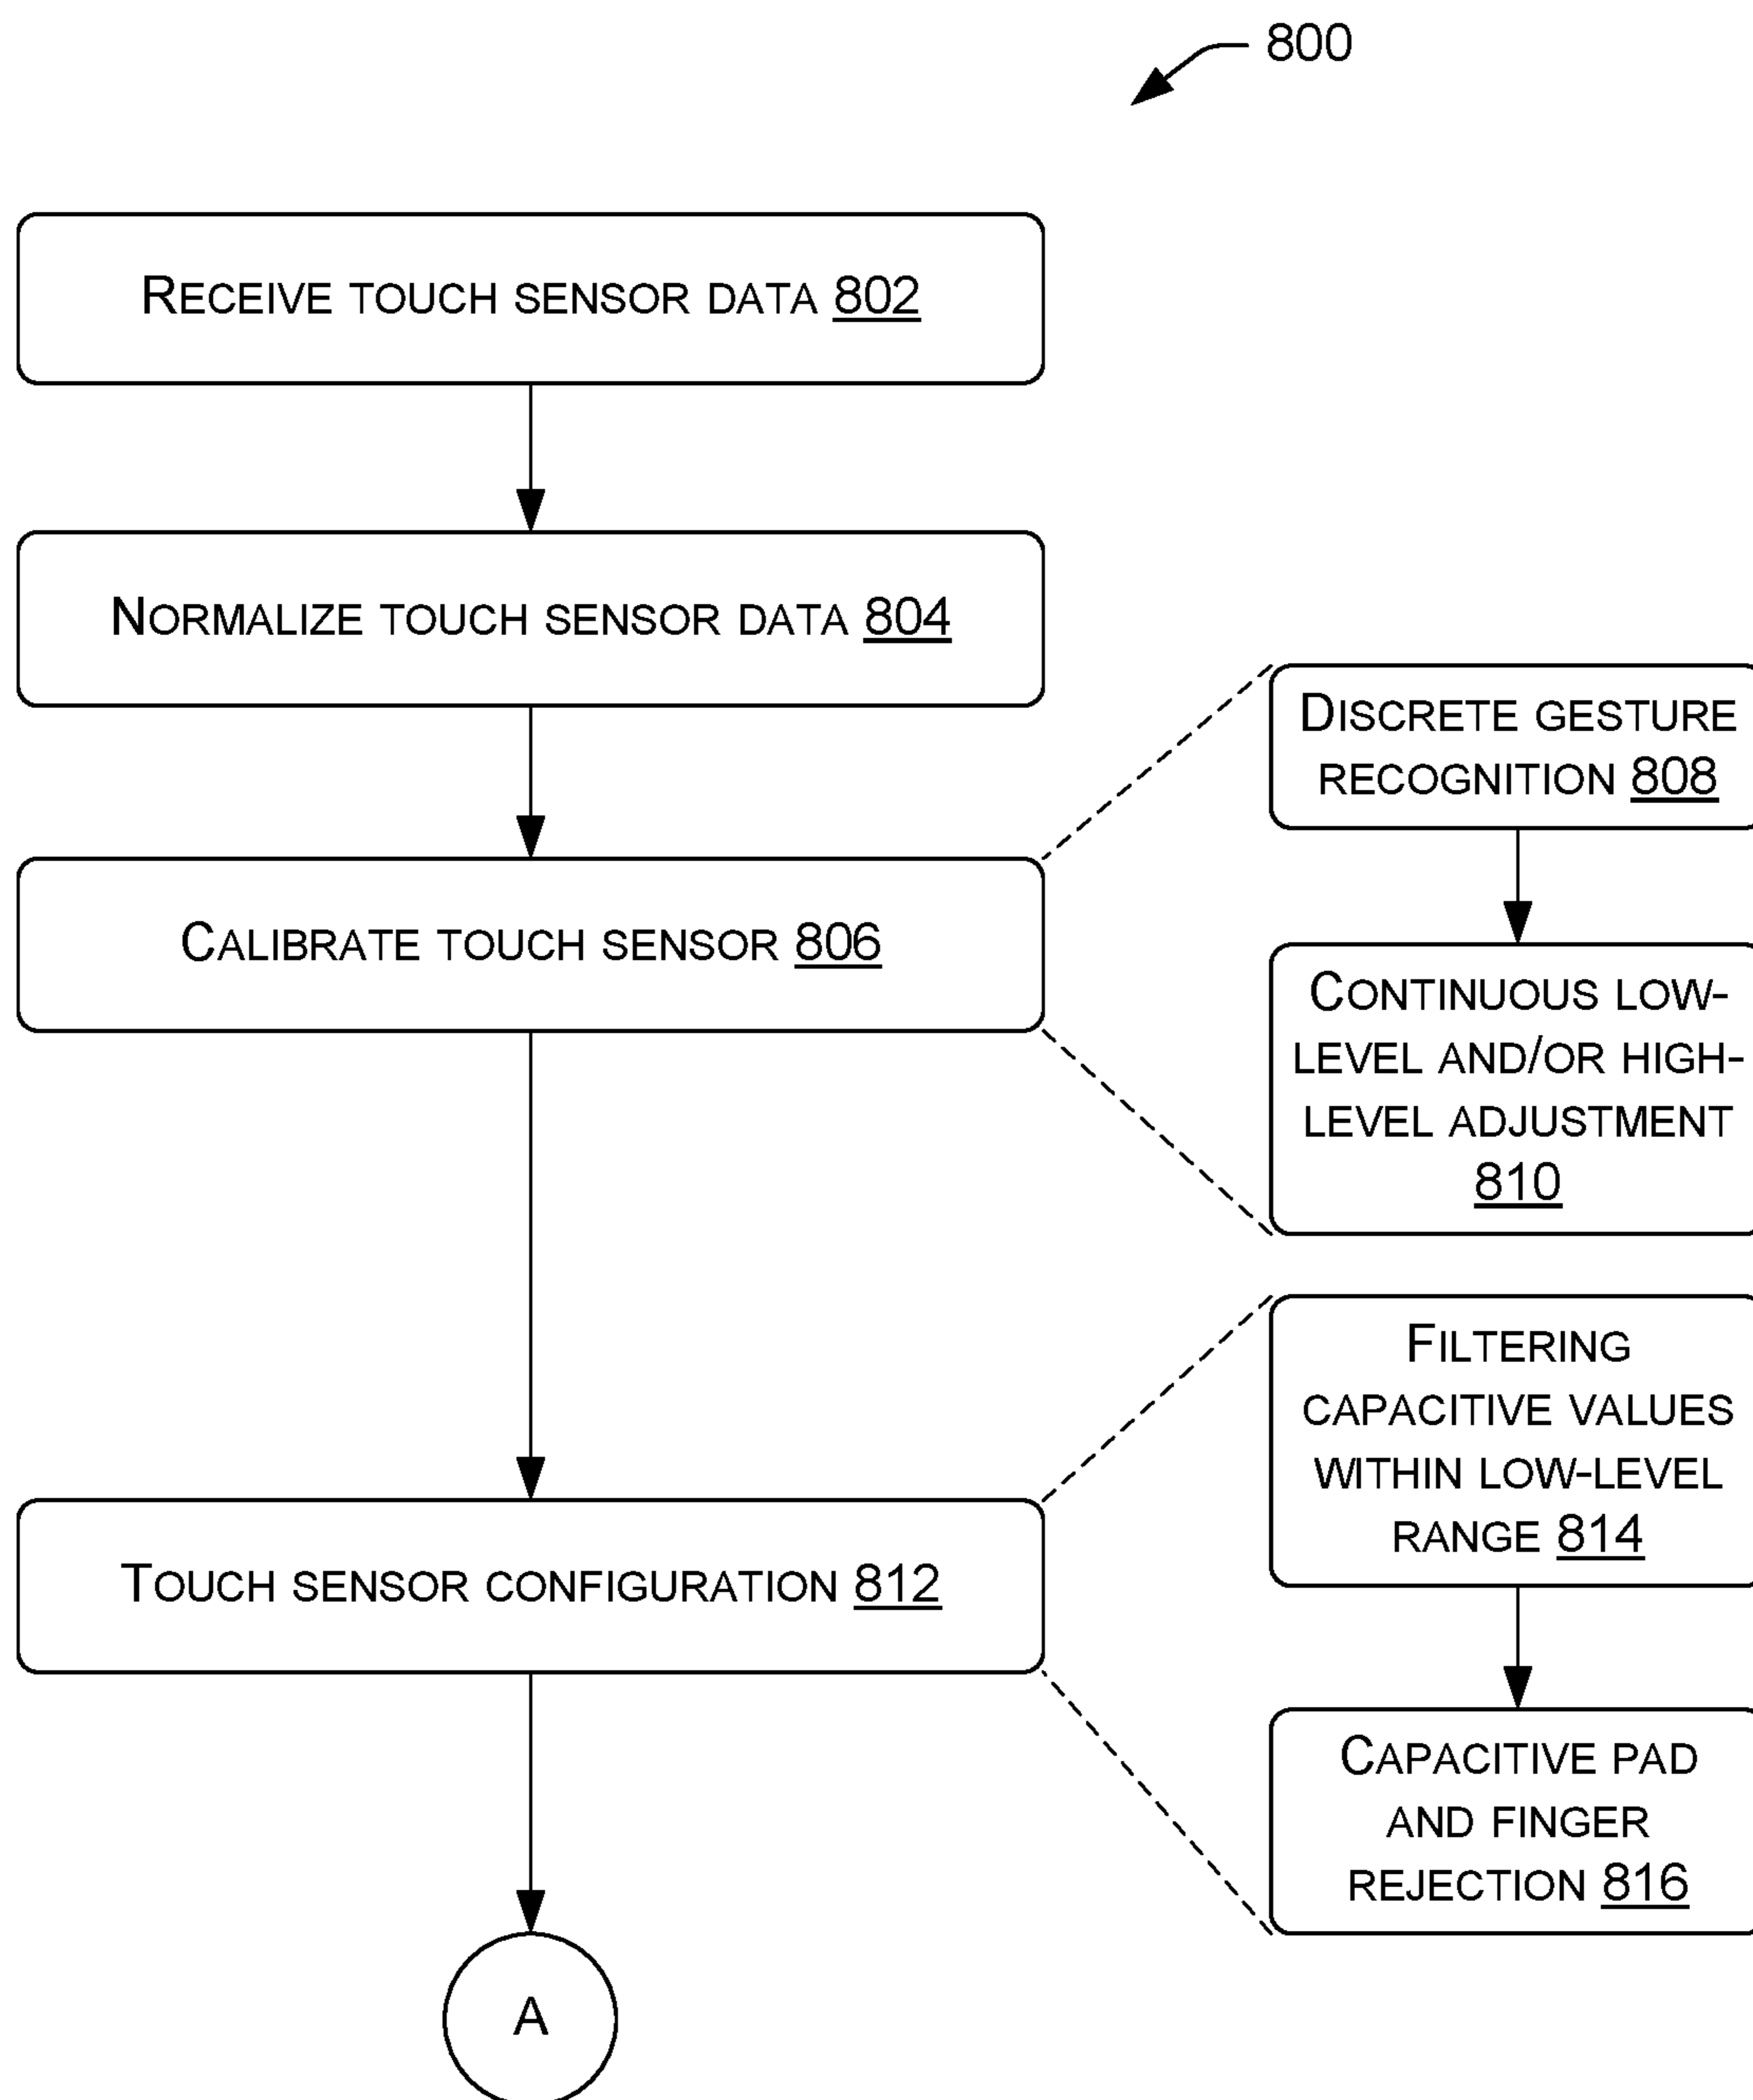 800
RECEIVE TOUCH SENSOR DATA 802
NORMALIZE TOUCH SENSOR DATA 804
DISCRETE GESTURE
RECOGNITION 808
CALIBRATE TOUCH SENSOR 806
CONTINUOUS LOW-
LEVEL AND/OR HIGH-
LEVEL ADJUSTMENT
810
FILTERING
CAPACITIVE VALUES
WITHIN LOW-LEVEL
RANGE 814
TOUCH SENSOR CONFIGURATION 812
CAPACITIVE PAD
AND FINGER
REJECTION 816
A